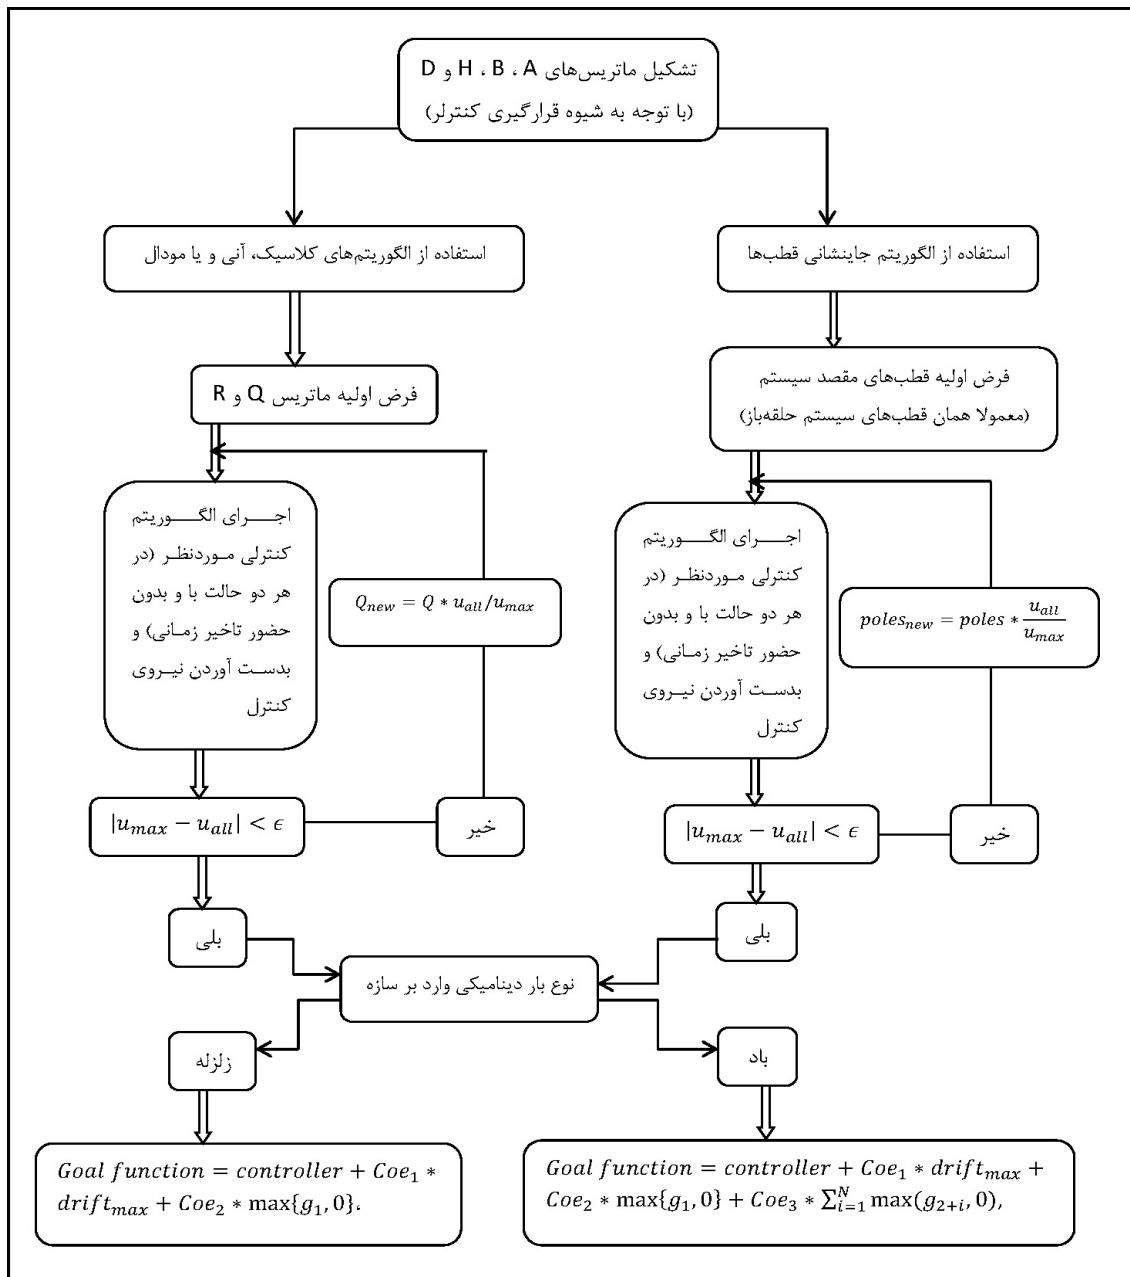 تشکیل ماتریس‌های A ، B ، H و D
(با توجه به شیوه قرارگیری کنترلر)
استفاده از الگوریتم جاینشانی قطب‌ها
استفاده از الگوریتم‌های کلاسیک، آنی و یا مودال
فرض اولیه قطب‌های مقصد سیستم
(معمولا همان قطب‌های سیستم حلقه‌باز)
فرض اولیه ماتریس Q و R
اجرای الگوریتم
کنترلی موردنظر (در
هر دو حالت با و بدون
حضور تاخیر زمانی) و
بدست آوردن نیروی
کنترل
poles_new = poles * u_all/u_max
اجرای الگوریتم
کنترلی موردنظر (در
هر دو حالت با و بدون
حضور تاخیر زمانی) و
بدست آوردن نیروی
کنترل
Q_new = Q * u_all/u_max
|u_max − u_all| < ϵ
خیر
|u_max − u_all| < ϵ
خیر
بلی
بلی
نوع بار دینامیکی وارد بر سازه
باد
زلزله
Goal function = controller + Coe_1 * drift_max +
Coe_2 * max{g_1, 0} + Coe_3 * ∑_{i=1}^{N} max(g_{2+i}, 0),
Goal function = controller + Coe_1 *
drift_max + Coe_2 * max{g_1, 0}.